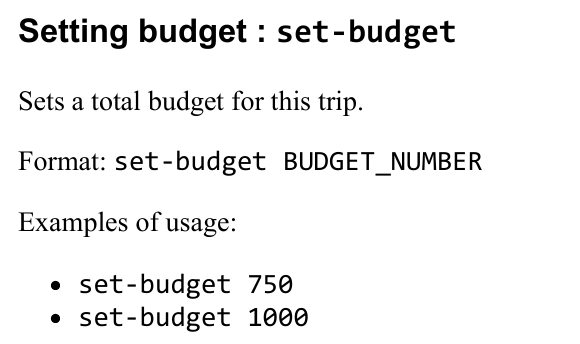 Setting budget : set-budget
Sets a total budget for this trip.
Format: set-budget BUDGET_NUMBER
Examples of usage:
• set-budget 750
• set-budget 1000